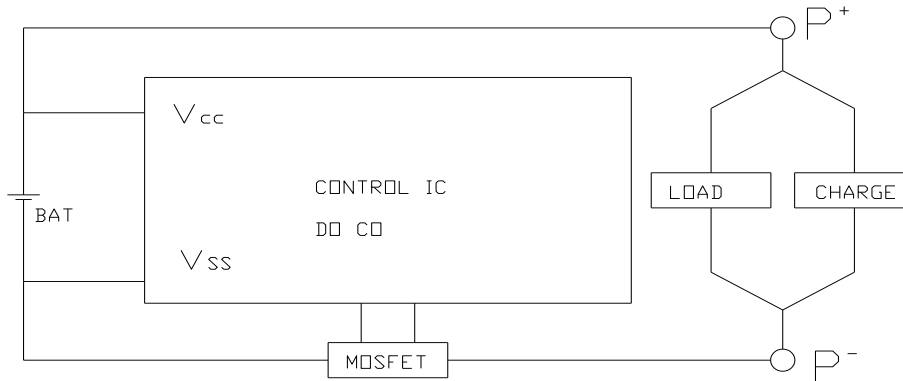 P+
Vcc
CONTROL IC
LOAD
CHARGE
BAT
DO CO
Vss
MOSFET
P-